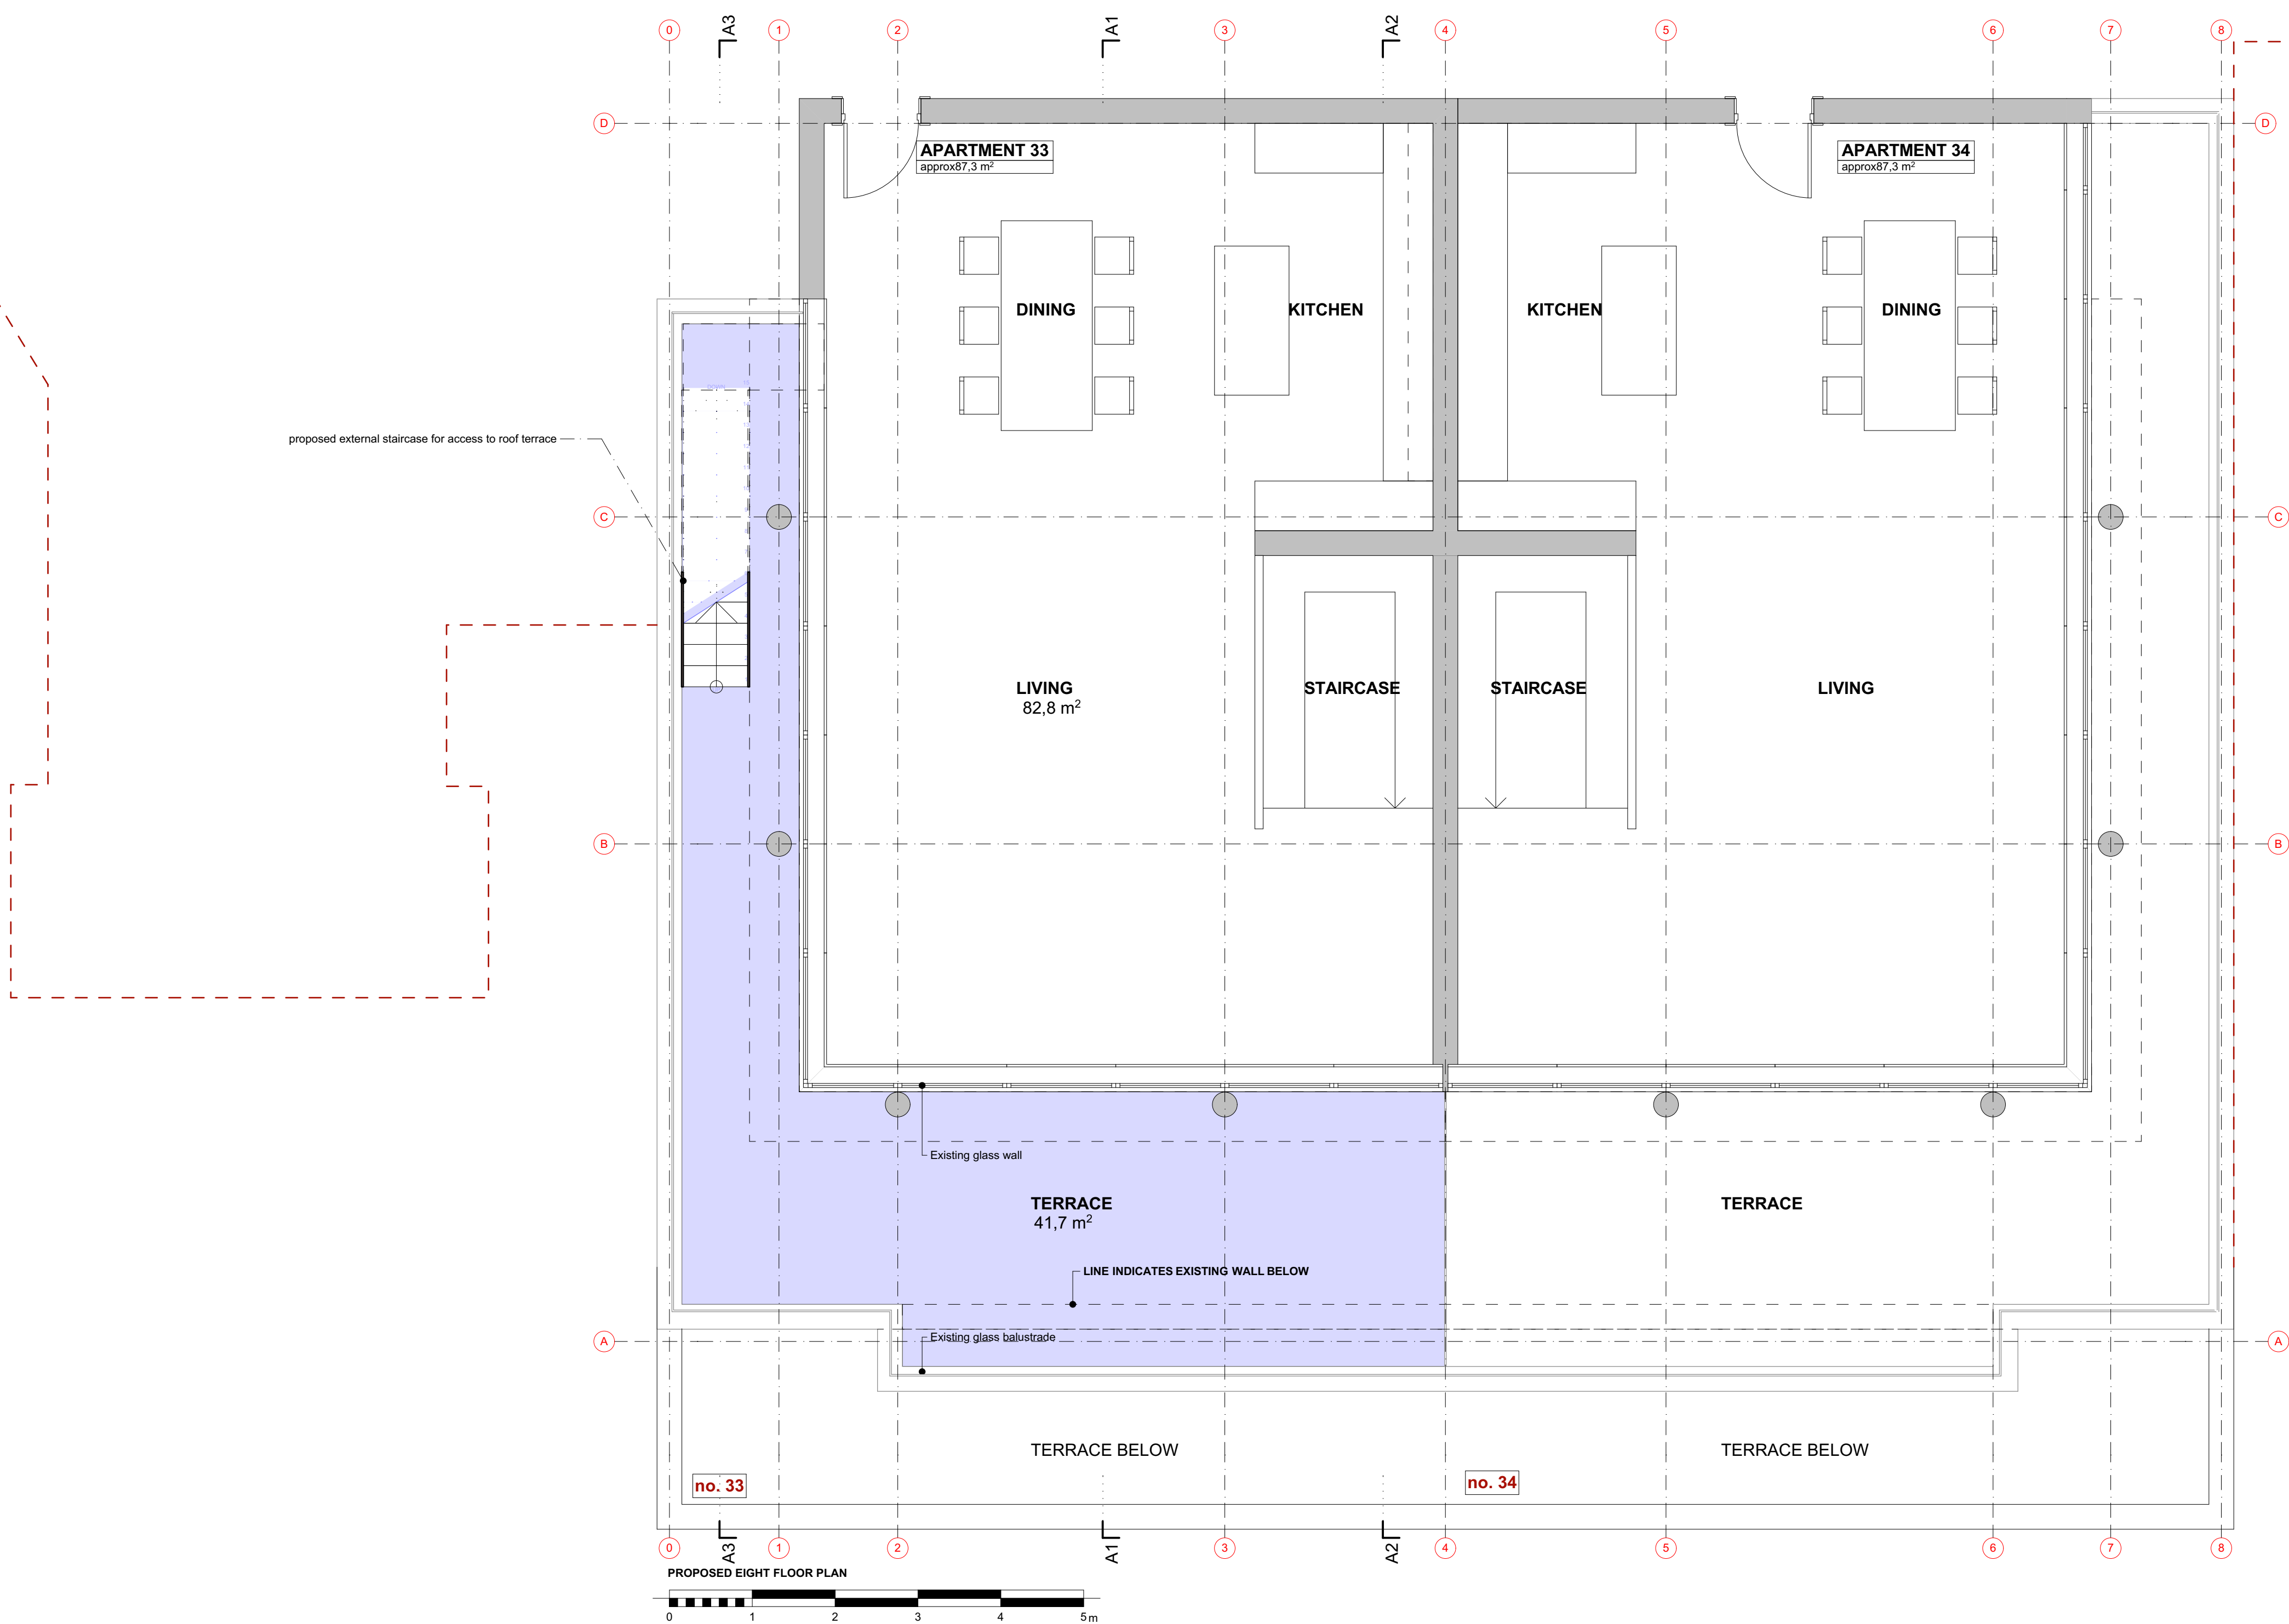 0
A3
1
2
A1
3
A2
4
5
6
7
8
D
D
APARTMENT 33
approx87,3 m²
APARTMENT 34
approx87,3 m²
DINING
KITCHEN
KITCHEN
DINING
proposed external staircase for access to roof terrace
C
C
LIVING
82,8 m²
STAIRCASE
STAIRCASE
LIVING
B
B
Existing glass wall
TERRACE
41,7 m²
TERRACE
LINE INDICATES EXISTING WALL BELOW
Existing glass balustrade
A
A
TERRACE BELOW
TERRACE BELOW
no. 33
no. 34
0
A3
1
2
A1
3
A2
4
5
6
7
8
PROPOSED EIGHT FLOOR PLAN
0 1 2 3 4 5 m